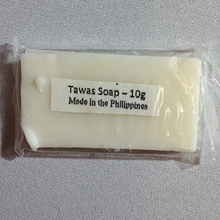 Tawas Soap – 10g
Made in the Philippines